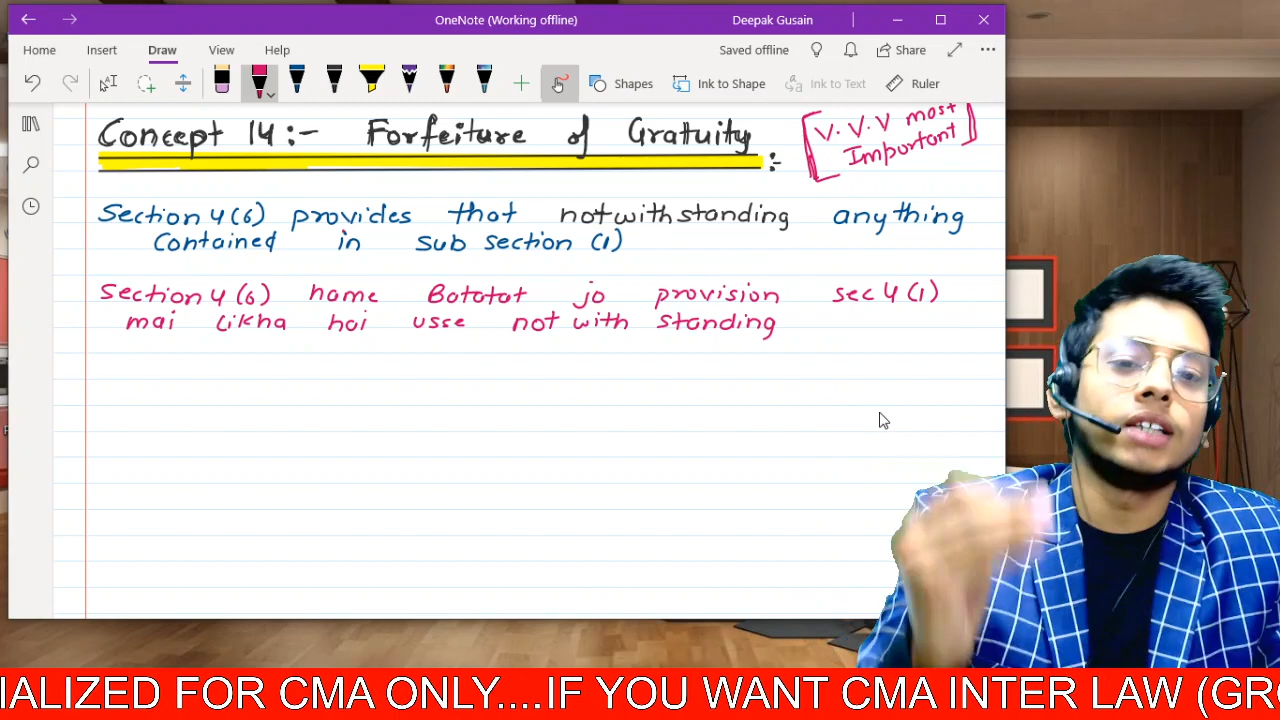 OneNote (Working offline)
Deepak Gusain
Home Insert Draw View Help
Saved offline
Share
Shapes
Ink to Shape
Ink to Text
Ruler
Concept 14:- Forfeiture of Gratuity :-
[V.V.V most
Important]
Section 4(6) provides that notwithstanding anything
Contained in sub section (1)
Section 4(6) hame Batatat jo provision sec 4(1)
mai likha hai usse not with standing
IALIZED FOR CMA ONLY....IF YOU WANT CMA INTER LAW (GR